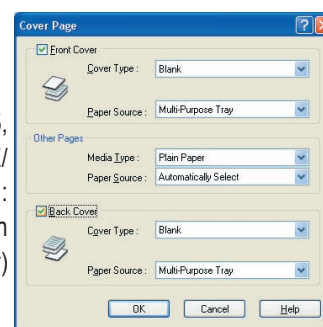 Cover Page
Front Cover
Cover Type : Blank
Paper Source : Multi-Purpose Tray
Other Pages
Media Type : Plain Paper
Paper Source : Automatically Select
Back Cover
Cover Type : Blank
Paper Source : Multi-Purpose Tray
OK Cancel Help